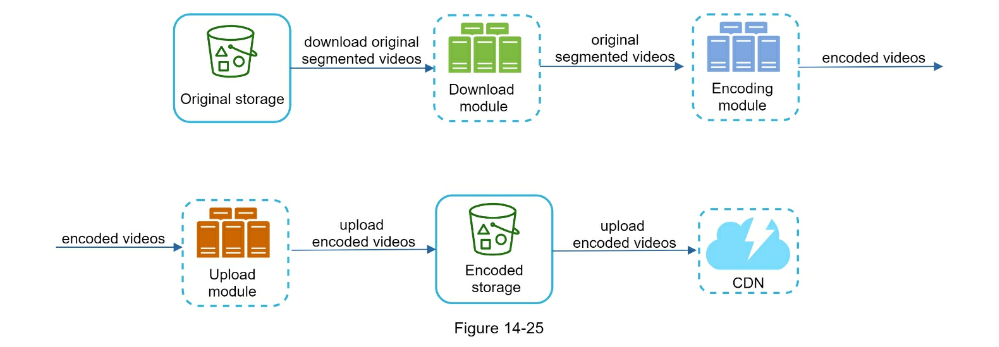 download original
segmented videos
original
segmented videos
encoded videos
Original storage
Download
module
Encoding
module
encoded videos
upload
encoded videos
upload
encoded videos
Upload
module
Encoded
storage
CDN
Figure 14-25